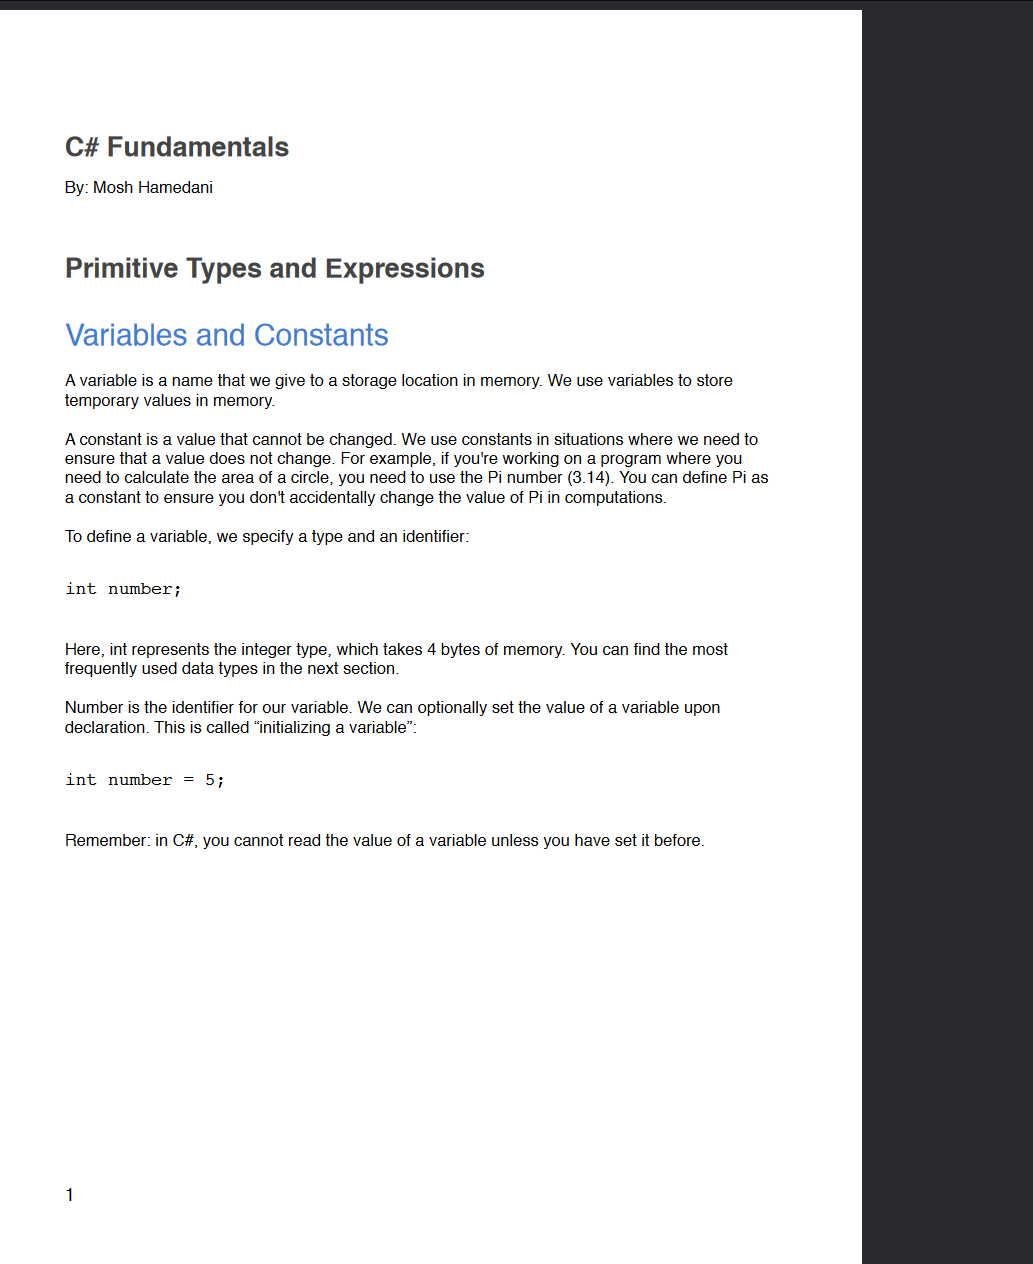 C# Fundamentals
By: Mosh Hamedani
Primitive Types and Expressions
Variables and Constants
A variable is a name that we give to a storage location in memory. We use variables to store
temporary values in memory.
A constant is a value that cannot be changed. We use constants in situations where we need to
ensure that a value does not change. For example, if you're working on a program where you
need to calculate the area of a circle, you need to use the Pi number (3.14). You can define Pi as
a constant to ensure you don't accidentally change the value of Pi in computations.
To define a variable, we specify a type and an identifier:
int number;
Here, int represents the integer type, which takes 4 bytes of memory. You can find the most
frequently used data types in the next section.
Number is the identifier for our variable. We can optionally set the value of a variable upon
declaration. This is called “initializing a variable”:
int number = 5;
Remember: in C#, you cannot read the value of a variable unless you have set it before.
1